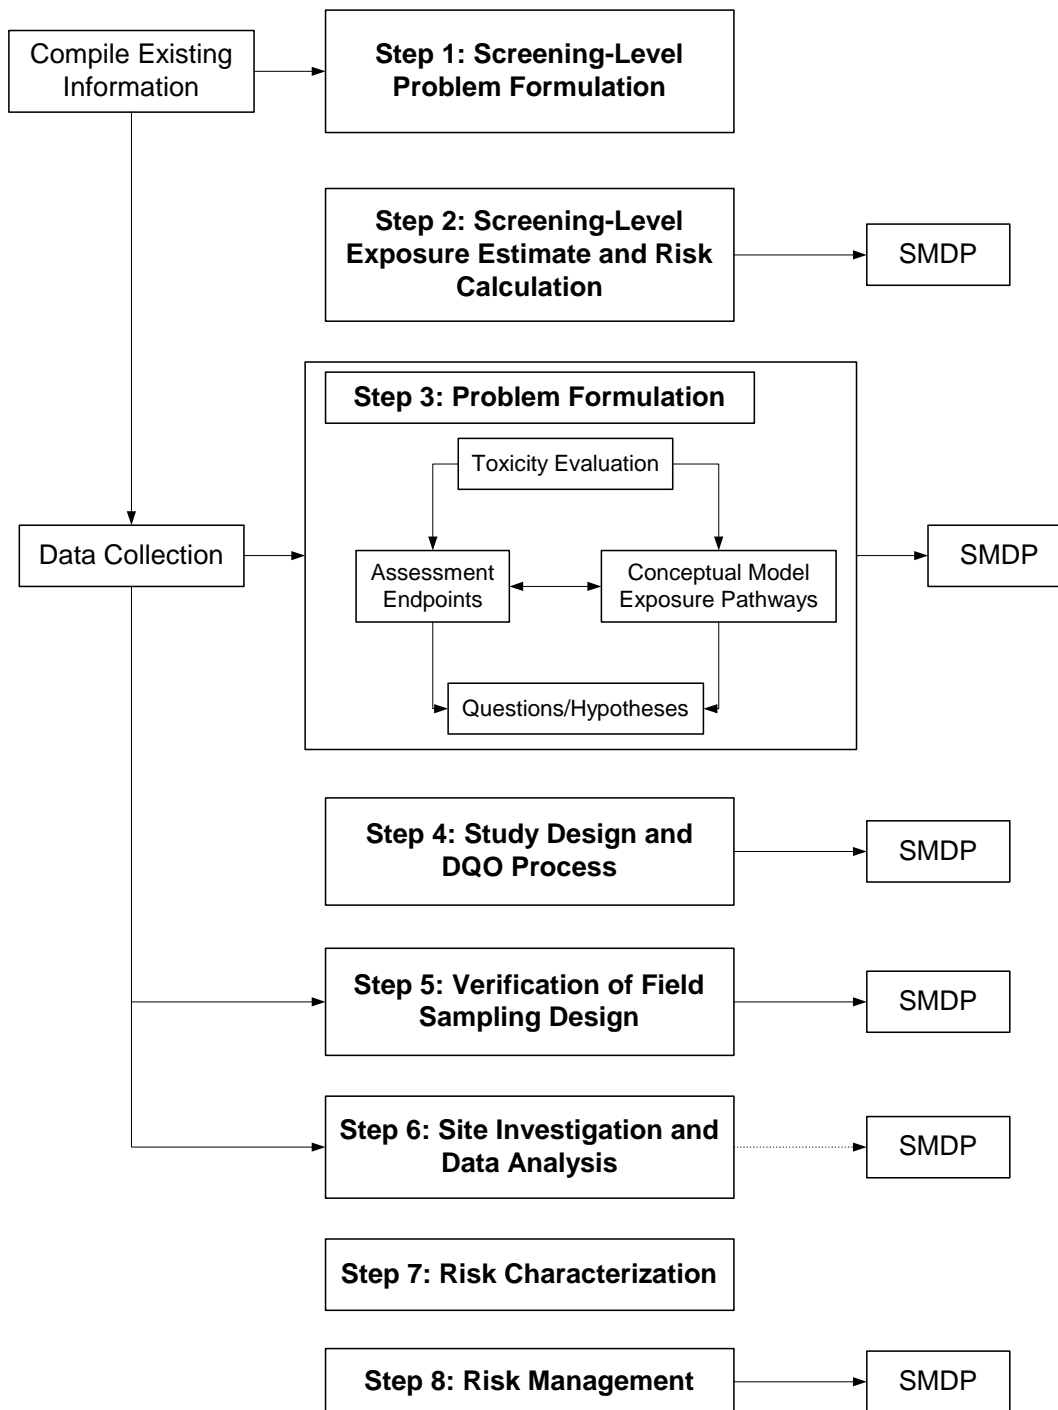 Compile Existing
Information
Step 1: Screening-Level
Problem Formulation
Step 2: Screening-Level
Exposure Estimate and Risk
Calculation
SMDP
Step 3: Problem Formulation
Toxicity Evaluation
Data Collection
Assessment
Endpoints
Conceptual Model
Exposure Pathways
SMDP
Questions/Hypotheses
Step 4: Study Design and
DQO Process
SMDP
Step 5: Verification of Field
Sampling Design
SMDP
Step 6: Site Investigation and
Data Analysis
SMDP
Step 7: Risk Characterization
Step 8: Risk Management
SMDP